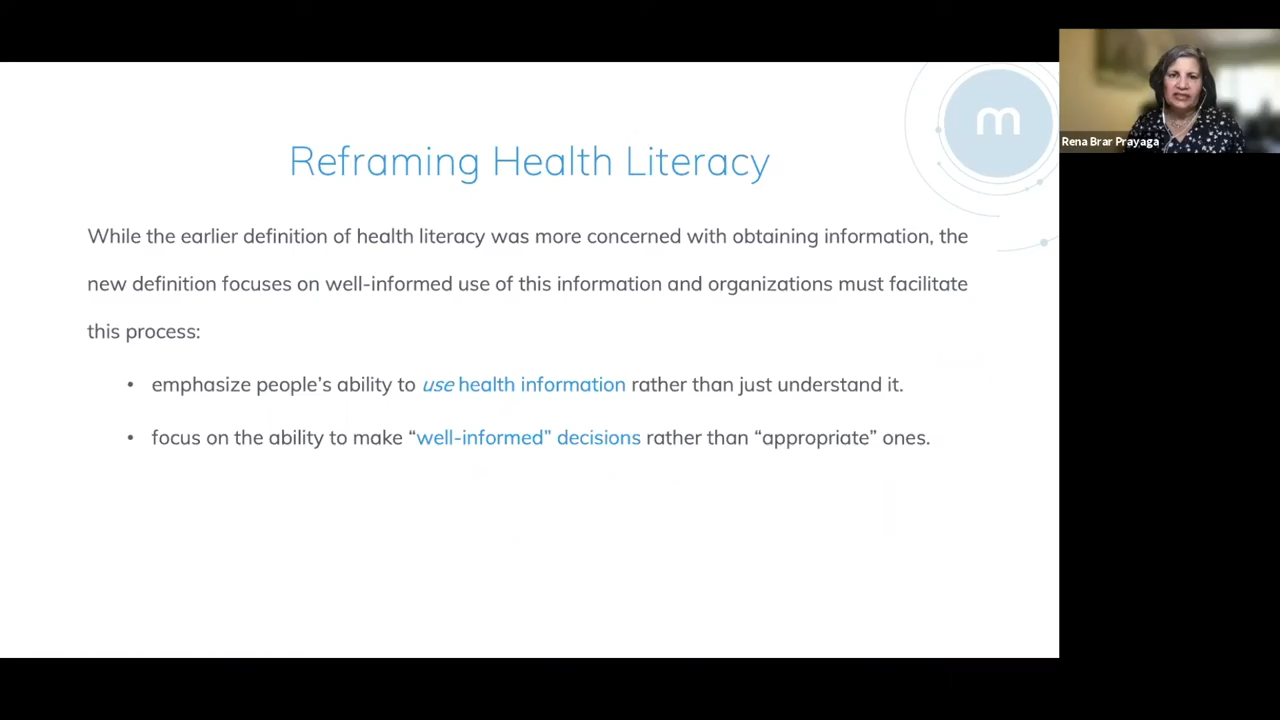 m
Rena Brar Prayaga
Reframing Health Literacy
While the earlier definition of health literacy was more concerned with obtaining information, the
new definition focuses on well-informed use of this information and organizations must facilitate
this process:
• emphasize people’s ability to use health information rather than just understand it.
• focus on the ability to make “well-informed” decisions rather than “appropriate” ones.